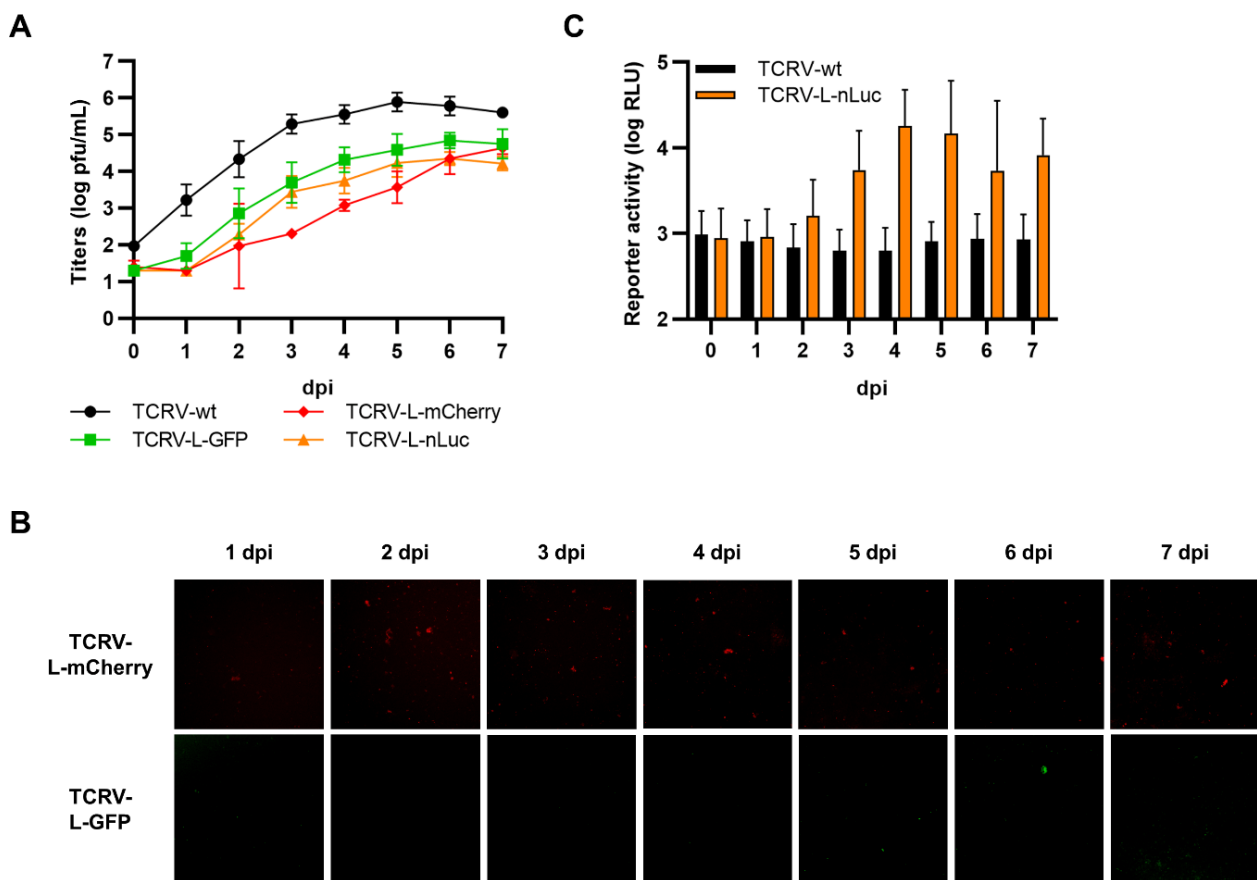 A
Titers (log pfu/mL)
7
6
5
4
3
2
1
0
0 1 2 3 4 5 6 7
dpi
TCRV-wt
TCRV-L-mCherry
TCRV-L-GFP
TCRV-L-nLuc
C
Reporter activity (log RLU)
5
4
3
2
TCRV-wt
TCRV-L-nLuc
0 1 2 3 4 5 6 7
dpi
B
1 dpi 2 dpi 3 dpi 4 dpi 5 dpi 6 dpi 7 dpi
TCRV-
L-mCherry
TCRV-
L-GFP